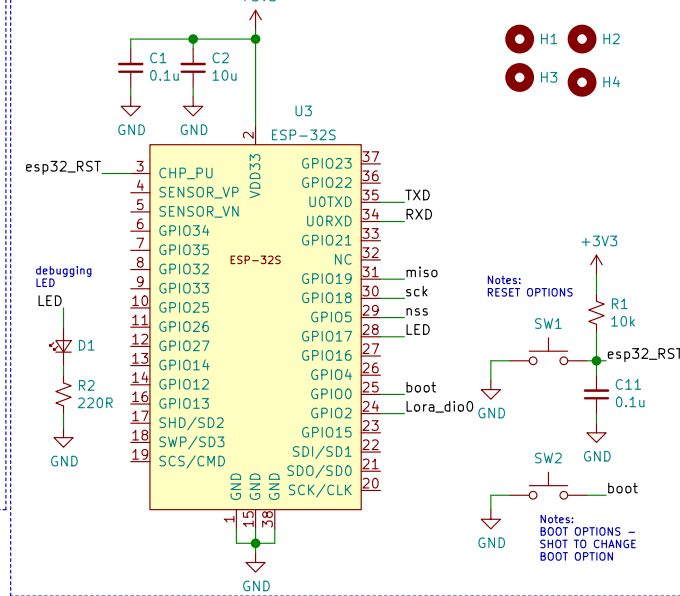 C1
0.1u
C2
10u
GND
GND
H1
H2
H3
H4
U3
ESP-32S
2
VDD33
esp32_RST
3
CHP_PU
4
SENSOR_VP
5
SENSOR_VN
6
GPIO34
7
GPIO35
8
GPIO32
9
GPIO33
10
GPIO25
11
GPIO26
12
GPIO27
13
GPIO14
14
GPIO12
16
GPIO13
17
SHD/SD2
18
SWP/SD3
19
SCS/CMD
ESP-32S
GPIO23
37
GPIO22
36
U0TXD
35
TXD
U0RXD
34
RXD
GPIO21
33
NC
32
GPIO19
31
miso
GPIO18
30
sck
GPIO5
29
nss
GPIO17
28
LED
GPIO16
27
GPIO4
26
GPIO0
25
boot
GPIO2
24
Lora_dio0
GPIO15
23
SDI/SD1
22
SDO/SD0
21
SCK/CLK
20
GND
GND
GND
1
15
38
GND
debugging
LED
LED
D1
R2
220R
GND
Notes:
RESET OPTIONS
+3V3
R1
10k
SW1
esp32_RST
GND
C11
0.1u
GND
SW2
boot
GND
Notes:
BOOT OPTIONS -
SHOT TO CHANGE
BOOT OPTION